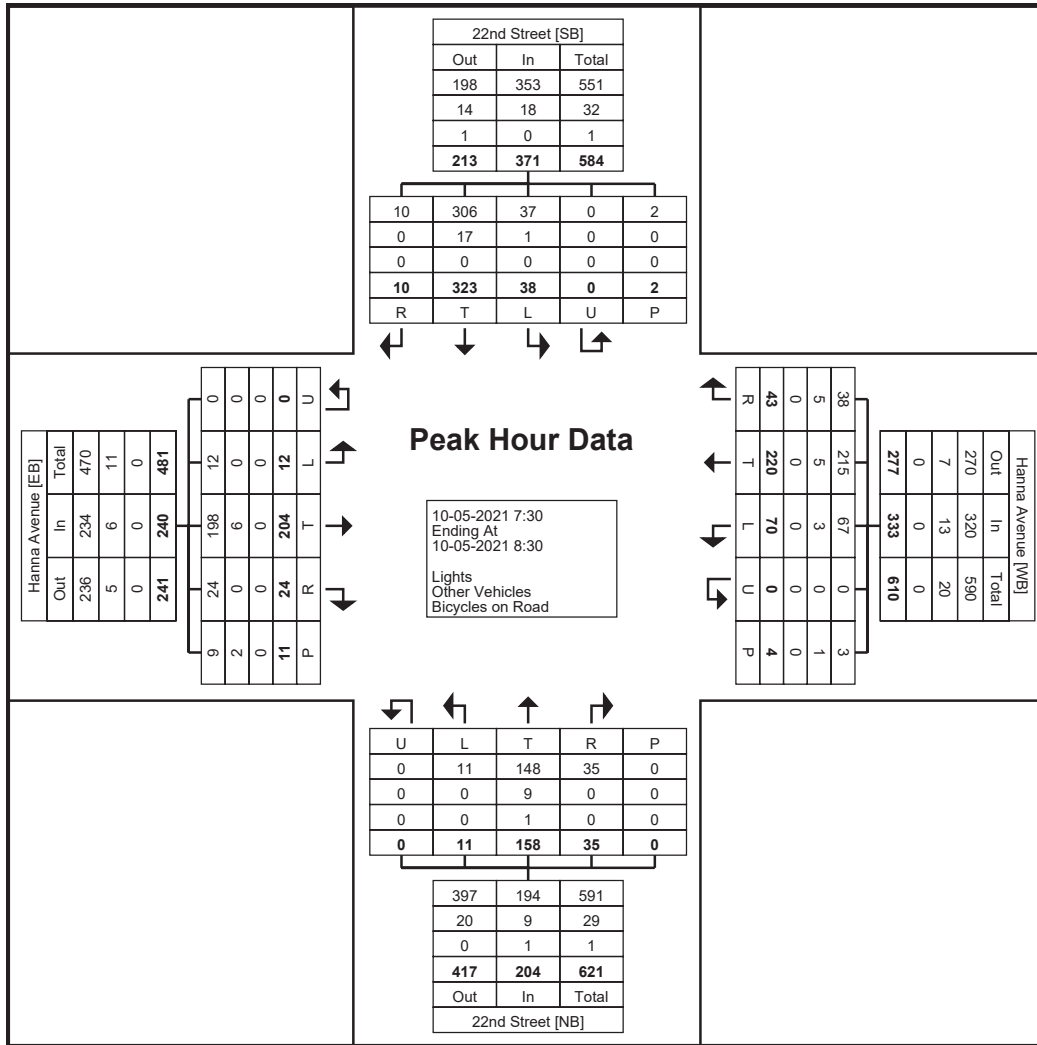 22nd Street [SB]
Out In Total
198 353 551
14 18 32
1 0 1
213 371 584
10 306 37 0 2
0 17 1 0 0
0 0 0 0 0
10 323 38 0 2
R T L U P
Hanna Avenue [EB]
Total In Out
470 234 236
11 6 5
0 0 0
481 240 241
0 12 198 24 9
0 0 6 0 2
0 0 0 0 0
0 12 204 24 11
U L T R P
Peak Hour Data
10-05-2021 7:30
Ending At
10-05-2021 8:30
Lights
Other Vehicles
Bicycles on Road
Hanna Avenue [WB]
Out In Total
270 320 590
7 13 20
0 0 0
277 333 610
38 215 67 0 3
5 5 3 0 1
0 0 0 0 0
43 220 70 0 4
R T L U P
U L T R P
0 11 148 35 0
0 0 9 0 0
0 0 1 0 0
0 11 158 35 0
397 194 591
20 9 29
0 1 1
417 204 621
Out In Total
22nd Street [NB]